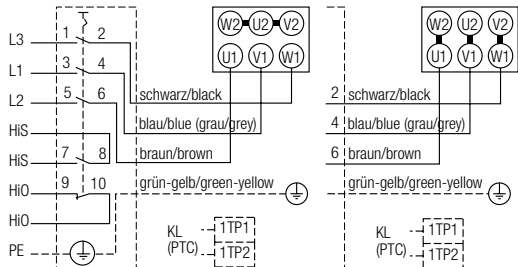 W2 U2 V2
U1 V1 W1
W2 U2 V2
U1 V1 W1
L3 1 2
L1 3 4
L2 5 6
HiS
HiS 7 8
HiO 9 10
HiO
PE
schwarz/black
blau/blue (grau/grey)
braun/brown
grün-gelb/green-yellow
KL 1TP1
(PTC) 1TP2
2 schwarz/black
4 blau/blue (grau/grey)
6 braun/brown
grün-gelb/green-yellow
KL 1TP1
(PTC) 1TP2